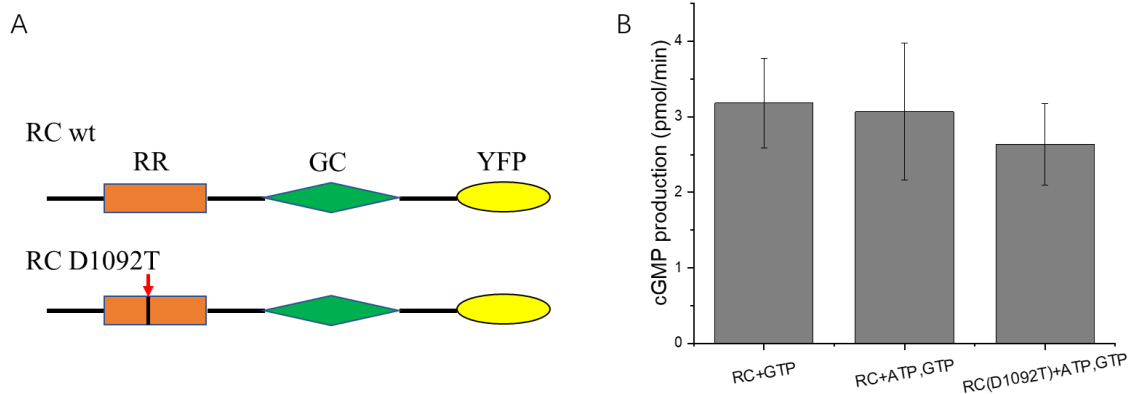 A
RC wt
RR GC YFP
RC D1092T
B
cGMP production (pmol/min)
4
3
2
1
0
RC+GTP
RC+ATP,GTP
RC(D1092T)+ATP,GTP